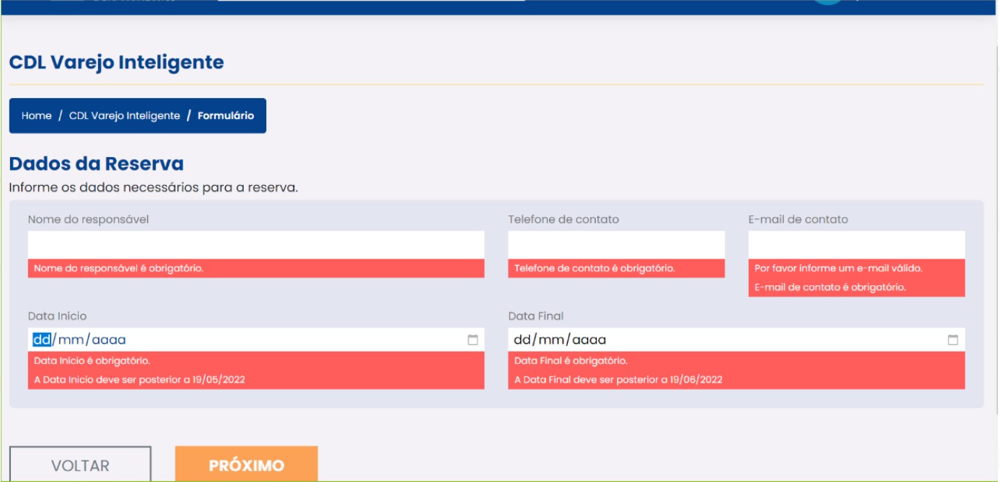 CDL Varejo Inteligente
Home / CDL Varejo Inteligente / Formulário
Dados da Reserva
Informe os dados necessários para a reserva.
Nome do responsável
Telefone de contato
E-mail de contato
Nome do responsável é obrigatório.
Telefone de contato é obrigatório.
Por favor informe um e-mail válido.
E-mail de contato é obrigatório.
Data Início
Data Final
dd/mm/aaaa
dd/mm/aaaa
Data Inicio é obrigatório.
A Data Inicio deve ser posterior a 19/05/2022
Data Final é obrigatório.
A Data Final deve ser posterior a 19/06/2022
VOLTAR
PRÓXIMO